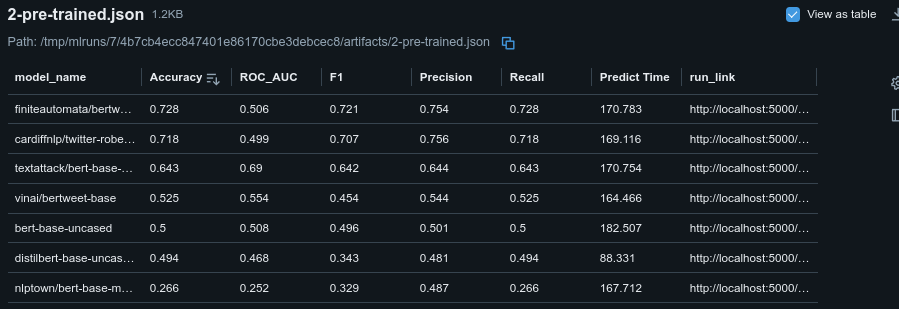 2-pre-trained.json 1.2KB View as table
Path: /tmp/mlruns/7/4b7cb4ecc847401e86170cbe3debcec8/artifacts/2-pre-trained.json
model_name Accuracy ROC_AUC F1 Precision Recall Predict Time run_link
finiteautomata/bertw… 0.728 0.506 0.721 0.754 0.728 170.783 http://localhost:5000/…
cardiffnlp/twitter-robe… 0.718 0.499 0.707 0.756 0.718 169.116 http://localhost:5000/…
textattack/bert-base-… 0.643 0.69 0.642 0.644 0.643 170.754 http://localhost:5000/…
vinai/bertweet-base 0.525 0.554 0.454 0.544 0.525 164.466 http://localhost:5000/…
bert-base-uncased 0.5 0.508 0.496 0.501 0.5 182.507 http://localhost:5000/…
distilbert-base-uncas… 0.494 0.468 0.343 0.481 0.494 88.331 http://localhost:5000/…
nlptown/bert-base-m… 0.266 0.252 0.329 0.487 0.266 167.712 http://localhost:5000/…